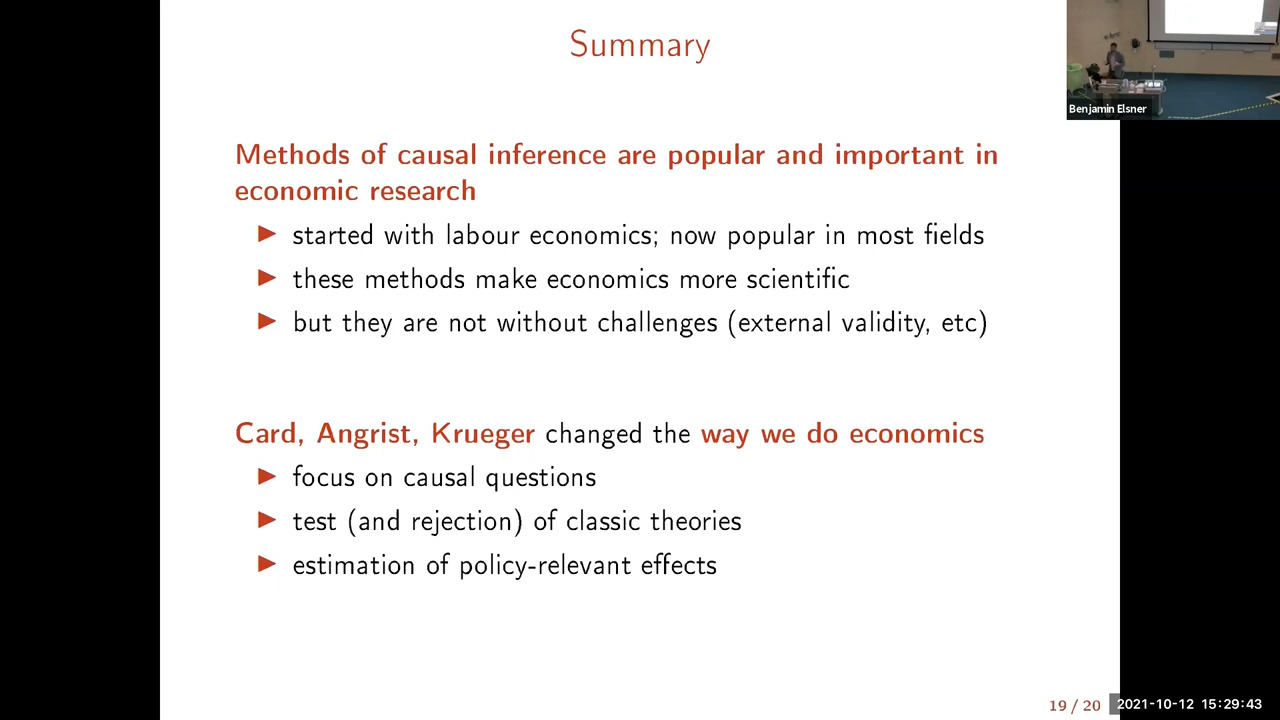 Summary
Benjamin Elsner
Methods of causal inference are popular and important in
economic research
▶ started with labour economics; now popular in most fields
▶ these methods make economics more scientific
▶ but they are not without challenges (external validity, etc)
Card, Angrist, Krueger changed the way we do economics
▶ focus on causal questions
▶ test (and rejection) of classic theories
▶ estimation of policy-relevant effects
19 / 20
2021-10-12 15:29:43